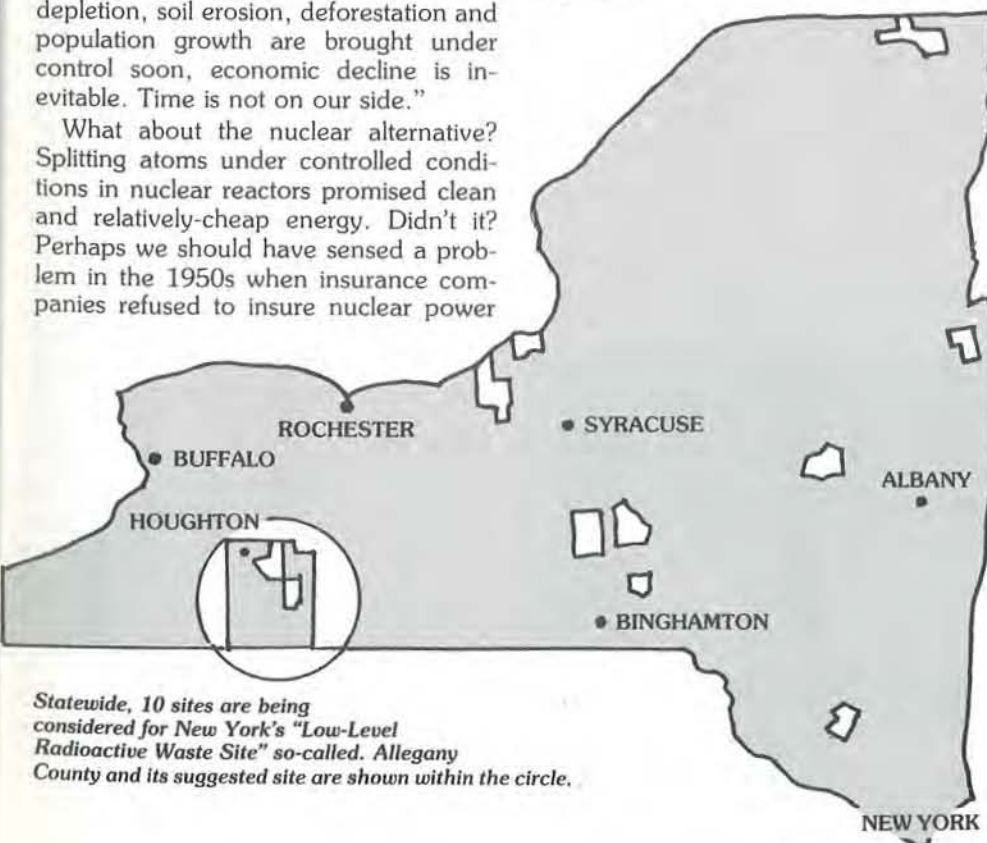 depletion, soil erosion, deforestation and
population growth are brought under
control soon, economic decline is in-
evitable. Time is not on our side."
What about the nuclear alternative?
Splitting atoms under controlled condi-
tions in nuclear reactors promised clean
and relatively-cheap energy. Didn't it?
Perhaps we should have sensed a prob-
lem in the 1950s when insurance com-
panies refused to insure nuclear power
ROCHESTER
SYRACUSE
BUFFALO
ALBANY
HOUGHTON
BINGHAMTON
NEW YORK
Statewide, 10 sites are being
considered for New York's "Low-Level
Radioactive Waste Site" so-called. Allegany
County and its suggested site are shown within the circle.